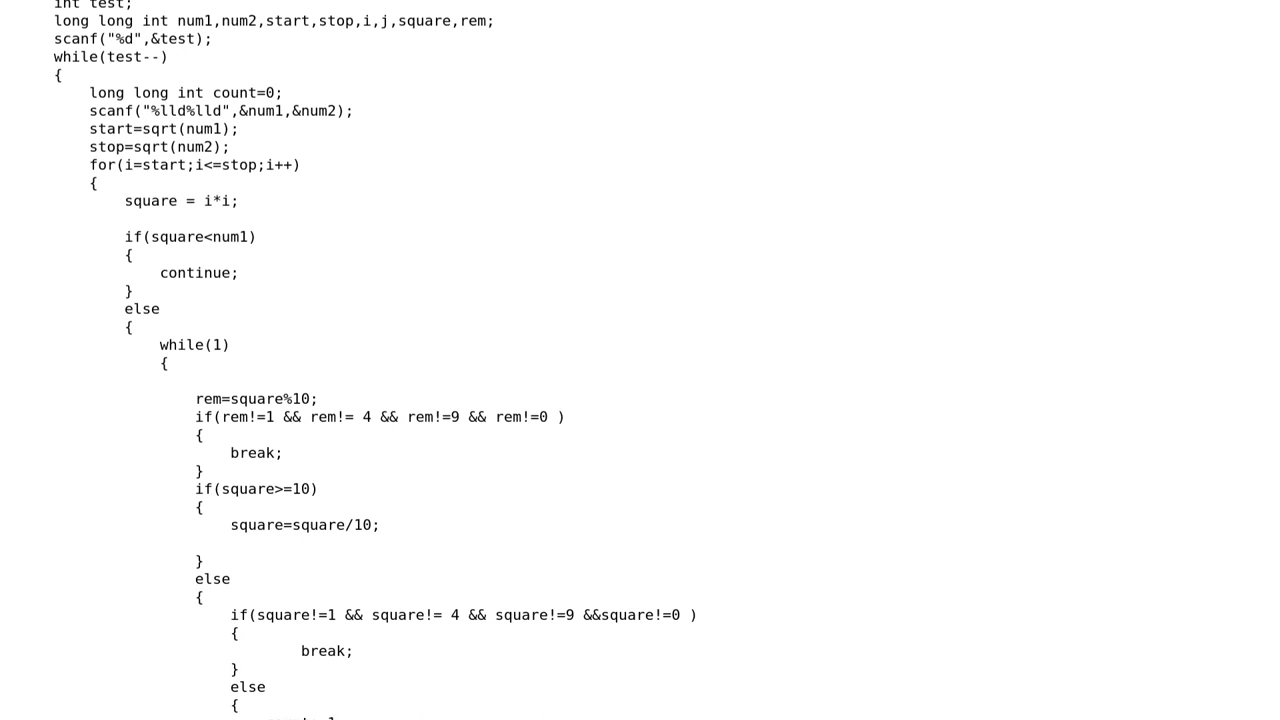 int test;
long long int num1,num2,start,stop,i,j,square,rem;
scanf("%d",&test);
while(test--)
{
long long int count=0;
scanf("%lld%lld",&num1,&num2);
start=sqrt(num1);
stop=sqrt(num2);
for(i=start;i<=stop;i++)
{
square = i*i;
if(square<num1)
{
continue;
}
else
{
while(1)
{
rem=square%10;
if(rem!=1 && rem!= 4 && rem!=9 && rem!=0 )
{
break;
}
if(square>=10)
{
square=square/10;
}
else
{
if(square!=1 && square!= 4 && square!=9 &&square!=0 )
{
break;
}
else
{